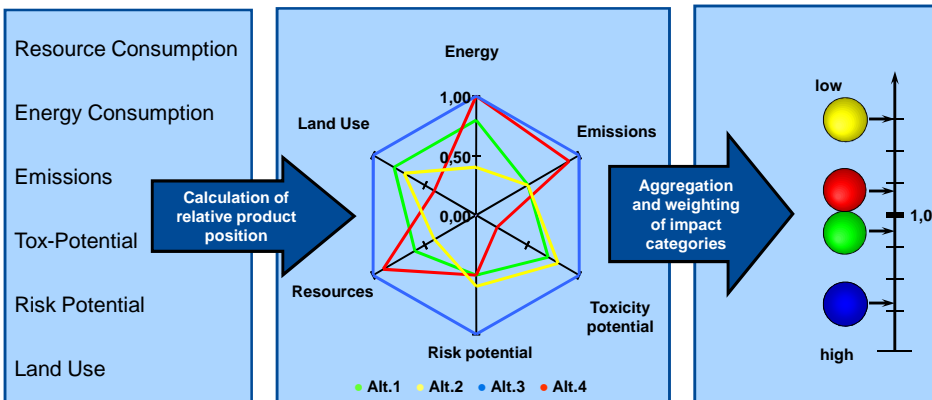 Resource Consumption
Energy Consumption
Emissions
Tox-Potential
Risk Potential
Land Use
Calculation of
relative product
position
Energy
1,00
Land Use
Emissions
0,50
0,00
Resources
Toxicity
potential
Risk potential
Alt.1
Alt.2
Alt.3
Alt.4
Aggregation
and weighting
of impact
categories
low
1,0
high